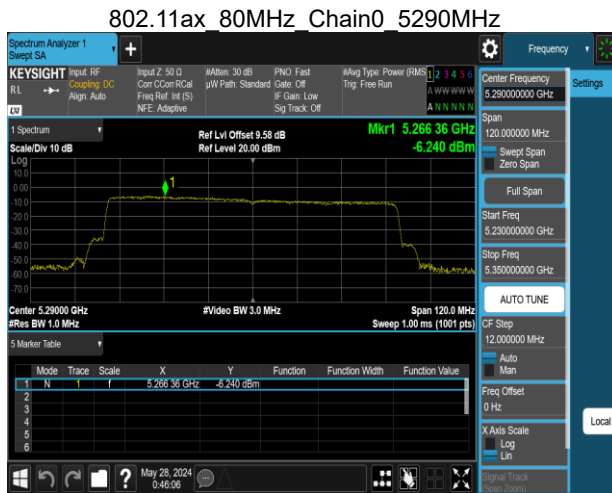 802.11ax_80MHz_Chain0_5290MHz
Spectrum Analyzer 1
Swept SA
Frequency
KEYSIGHT
RL
LXI
Input: RF
Coupling: DC
Align: Auto
Input Z: 50 Ω
Corr CCorr RCal
Freq Ref: Int (S)
NFE: Adaptive
#Atten: 30 dB
µW Path: Standard
PNO: Fast
Gate: Off
IF Gain: Low
Sig Track: Off
#Avg Type: Power (RMS
Trig: Free Run
1 2 3 4 5 6
A W W W W W
A N N N N N
1 Spectrum
Scale/Div 10 dB
Ref Lvl Offset 9.58 dB
Ref Level 20.00 dBm
Mkr1 5.266 36 GHz
-6.240 dBm
Log
10.0
0.00
-10.0
-20.0
-30.0
-40.0
-50.0
-60.0
-70.0
1
Center 5.29000 GHz
#Video BW 3.0 MHz
Span 120.0 MHz
#Res BW 1.0 MHz
Sweep 1.00 ms (1001 pts)
5 Marker Table
Mode Trace Scale X Y Function Function Width Function Value
1 N 1 f 5.266 36 GHz -6.240 dBm
2
3
4
5
6
May 28, 2024
0:46:06
Center Frequency
5.290000000 GHz
Settings
Span
120.000000 MHz
Swept Span
Zero Span
Full Span
Start Freq
5.230000000 GHz
Stop Freq
5.350000000 GHz
AUTO TUNE
CF Step
12.000000 MHz
Auto
Man
Freq Offset
0 Hz
X Axis Scale
Log
Lin
Local
Signal Track
(Span Zoom)